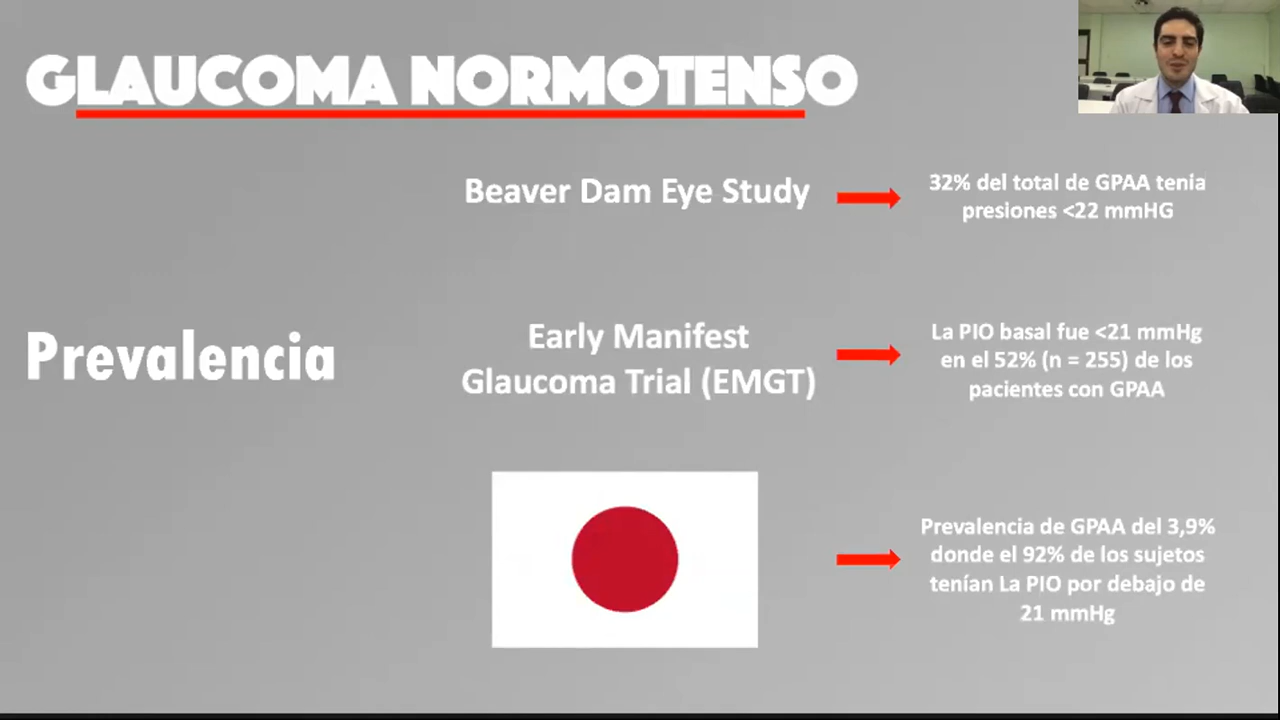 GLAUCOMA NORMOTENSO
Beaver Dam Eye Study
32% del total de GPAA tenia
presiones <22 mmHG
Prevalencia
Early Manifest
Glaucoma Trial (EMGT)
La PIO basal fue <21 mmHg
en el 52% (n = 255) de los
pacientes con GPAA
Prevalencia de GPAA del 3,9%
donde el 92% de los sujetos
tenían La PIO por debajo de
21 mmHg